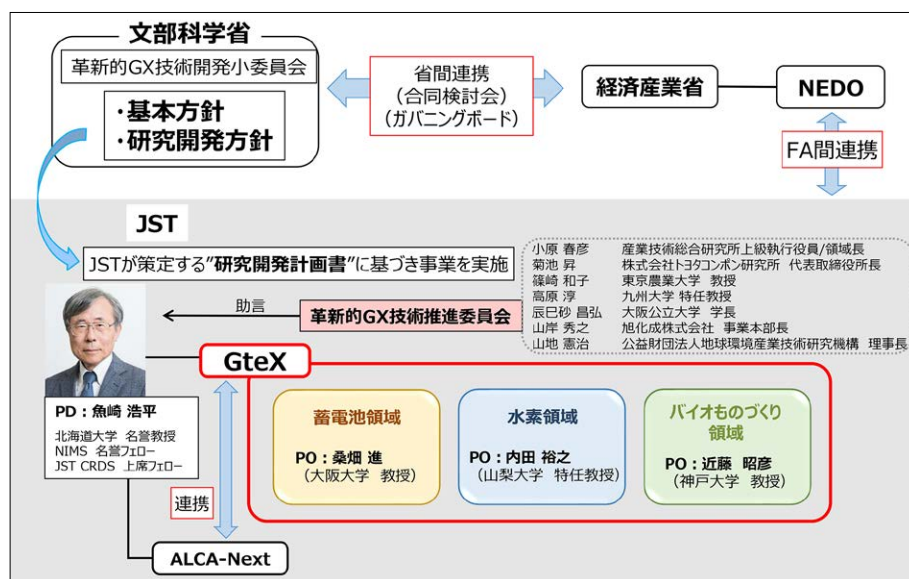 文部科学省
革新的GX技術開発小委員会
・基本方針
・研究開発方針
省間連携
(合同検討会)
(ガバニングボード)
経済産業省
NEDO
FA間連携
JST
JSTが策定する”研究開発計画書”に基づき事業を実施
小原 春彦 産業技術総合研究所上級執行役員/領域長
菊池 昇 株式会社トヨタコンポン研究所 代表取締役所長
篠崎 和子 東京農業大学 教授
高原 淳 九州大学 特任教授
辰巳砂 昌弘 大阪公立大学 学長
山岸 秀之 旭化成株式会社 事業本部長
山地 憲治 公益財団法人地球環境産業技術研究機構 理事長
助言
革新的GX技術推進委員会
GteX
PD:魚崎 浩平
北海道大学 名誉教授
NIMS 名誉フェロー
JST CRDS 上席フェロー
蓄電池領域
PO:桑畑 進
(大阪大学 教授)
水素領域
PO:内田 裕之
(山梨大学 特任教授)
バイオものづくり
領域
PO:近藤 昭彦
(神戸大学 教授)
連携
ALCA-Next